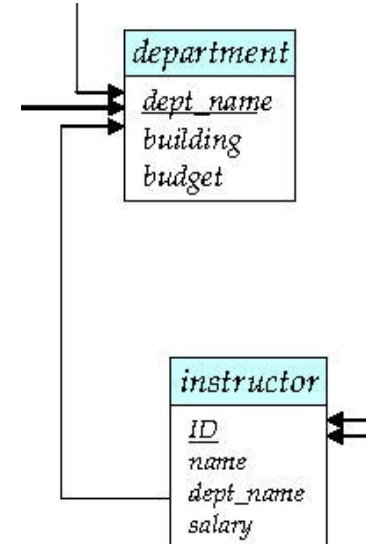 department
dept_name
building
budget
instructor
ID
name
dept_name
salary